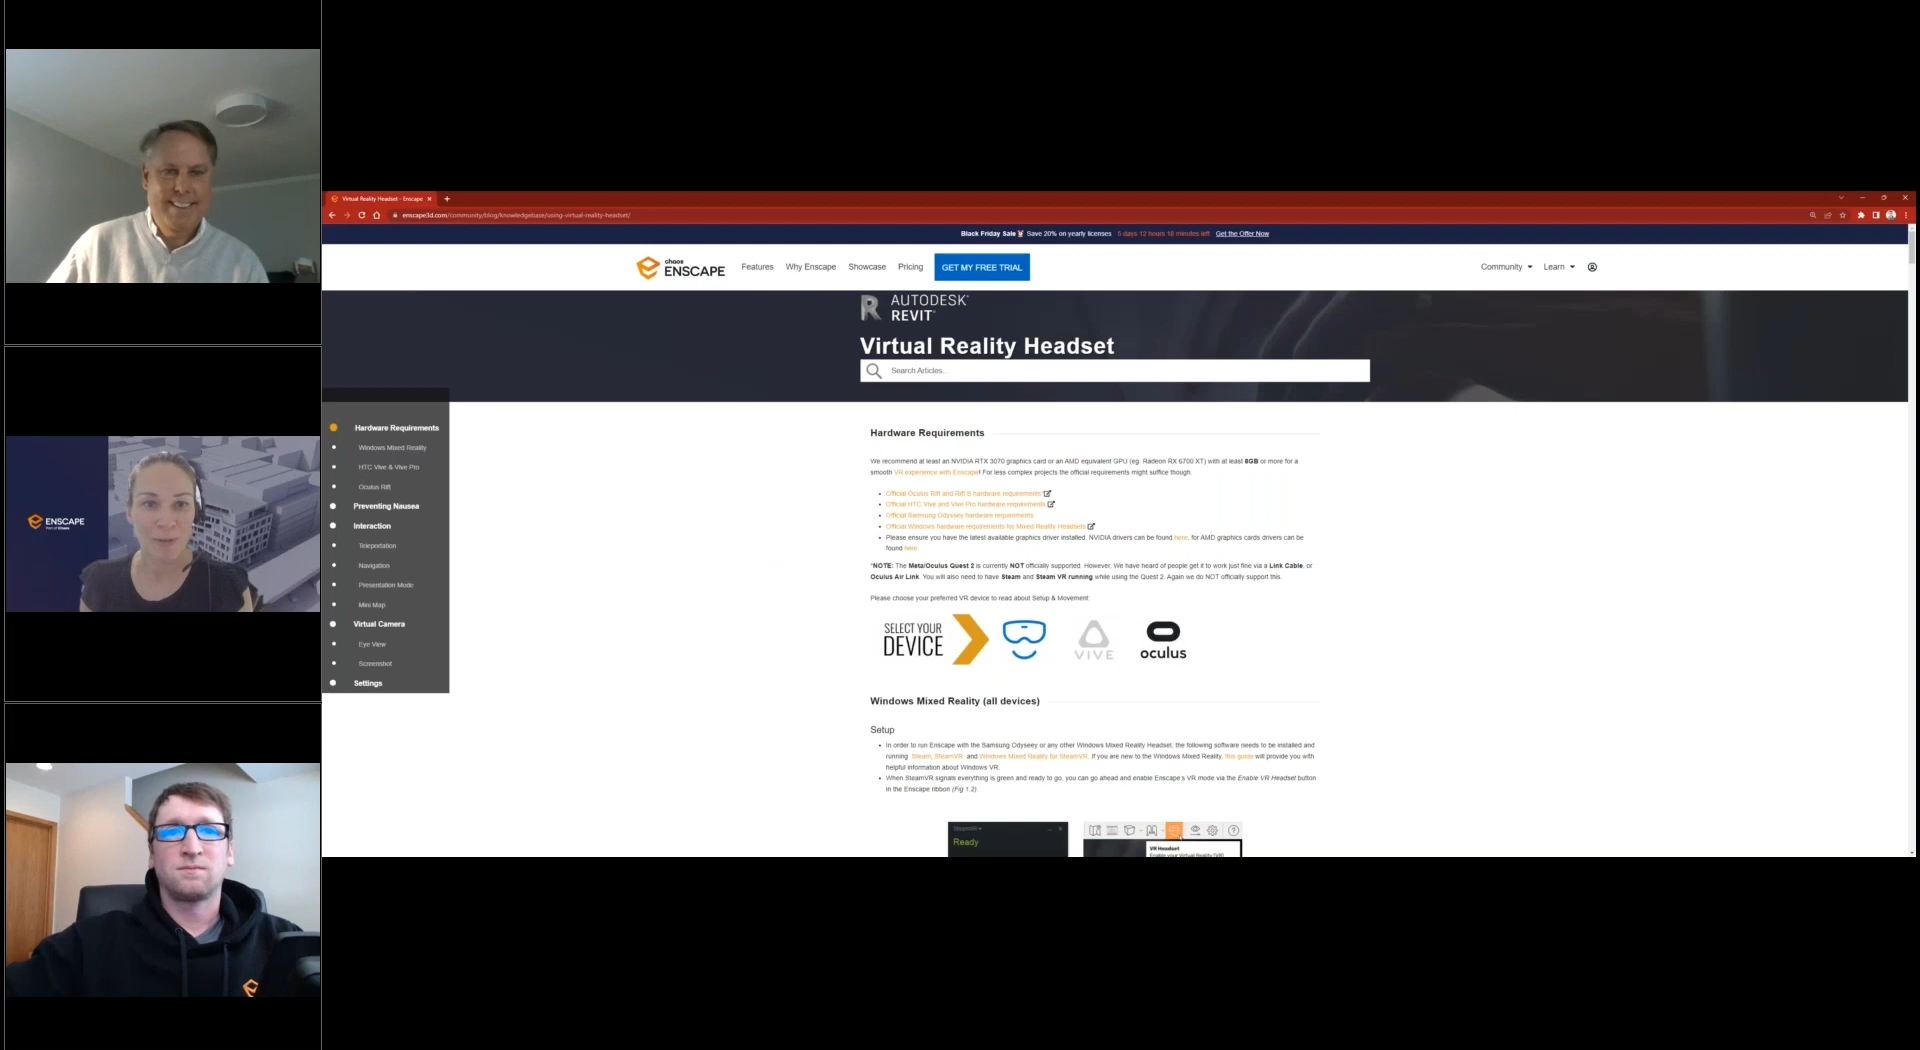 Virtual Reality Headset - Enscape
enscape3d.com/community/blog/knowledgebase/using-virtual-reality-headset/
Black Friday Sale Save 20% on yearly licenses 5 days 12 hours 18 minutes left Get the Offer Now
chaos
ENSCAPE
Features Why Enscape Showcase Pricing GET MY FREE TRIAL Community Learn
AUTODESK
REVIT
Virtual Reality Headset
Search Articles...
Hardware Requirements
Windows Mixed Reality
HTC Vive & Vive Pro
Oculus Rift
Preventing Nausea
Interaction
Teleportation
Navigation
Presentation Mode
Mini Map
Virtual Camera
Eye View
Screenshot
Settings
Hardware Requirements
We recommend at least an NVIDIA RTX 3070 graphics card or an AMD equivalent GPU (eg. Radeon RX 6700 XT) with at least 8GB or more for a
smooth VR experience with Enscape! For less complex projects the official requirements might suffice though.
Official Oculus Rift and Rift S hardware requirements
Official HTC Vive and Vive Pro hardware requirements
Official Samsung Odyssey hardware requirements
Official Windows hardware requirements for Mixed Reality Headsets
Please ensure you have the latest available graphics driver installed. NVIDIA drivers can be found here, for AMD graphics cards drivers can be
found here.
*NOTE: The Meta/Oculus Quest 2 is currently NOT officially supported. However, We have heard of people get it to work just fine via a Link Cable, or
Oculus Air Link. You will also need to have Steam and Steam VR running while using the Quest 2. Again we do NOT officially support this.
Please choose your preferred VR device to read about Setup & Movement:
SELECT YOUR
DEVICE
VIVE
oculus
Windows Mixed Reality (all devices)
Setup
In order to run Enscape with the Samsung Odyseey or any other Windows Mixed Reality Headset, the following software needs to be installed and
running Steam, SteamVR and Windows Mixed Reality for SteamVR. If you are new to the Windows Mixed Reality, this guide will provide you with
helpful information about Windows VR.
When SteamVR signals everything is green and ready to go, you can go ahead and enable Enscape's VR mode via the Enable VR Headset button
in the Enscape ribbon (Fig 1.2)
SteamVR
Ready
VR Headset
Enable your Virtual Reality (VR)
ENSCAPE
Part of Chaos